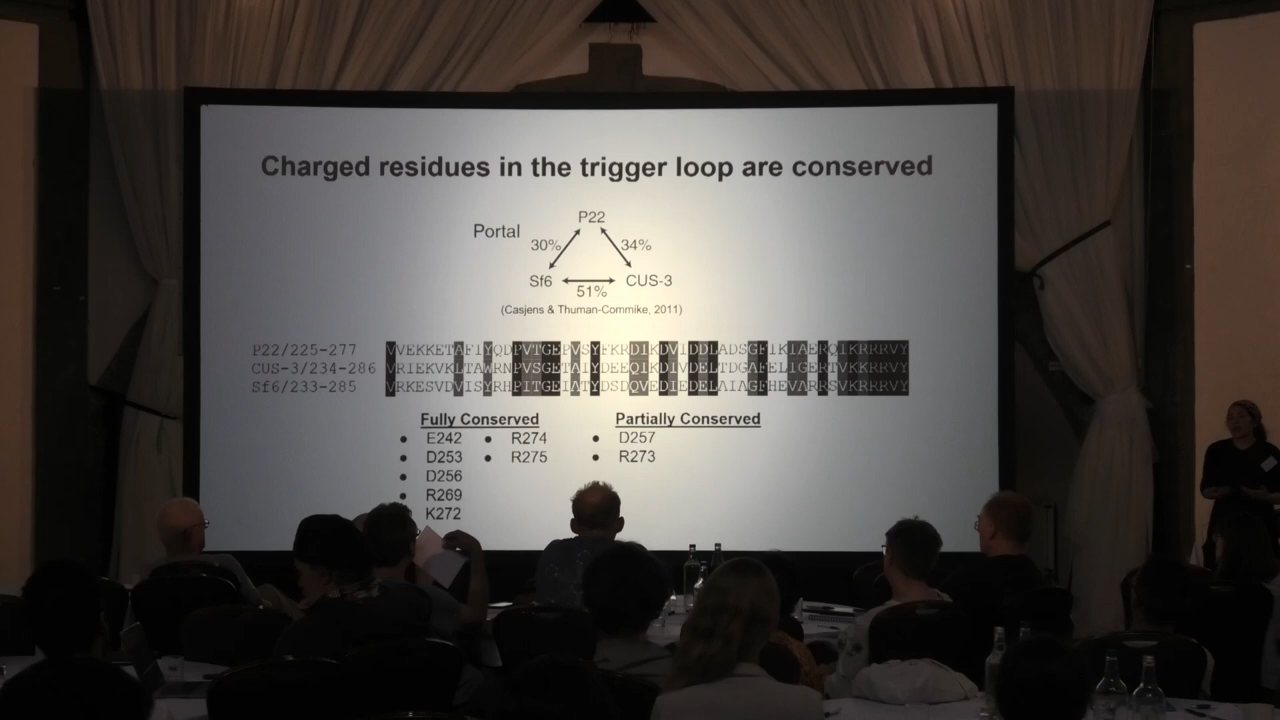 Charged residues in the trigger loop are conserved
P22
Portal
30%
34%
Sf6
CUS-3
51%
(Casjens & Thuman-Commike, 2011)
P22/225-277
CUS-3/234-286
Sf6/233-285
Fully Conserved
Partially Conserved
• E242 • R274 • D257
• D253 • R275 • R273
• D256
• R269
K272